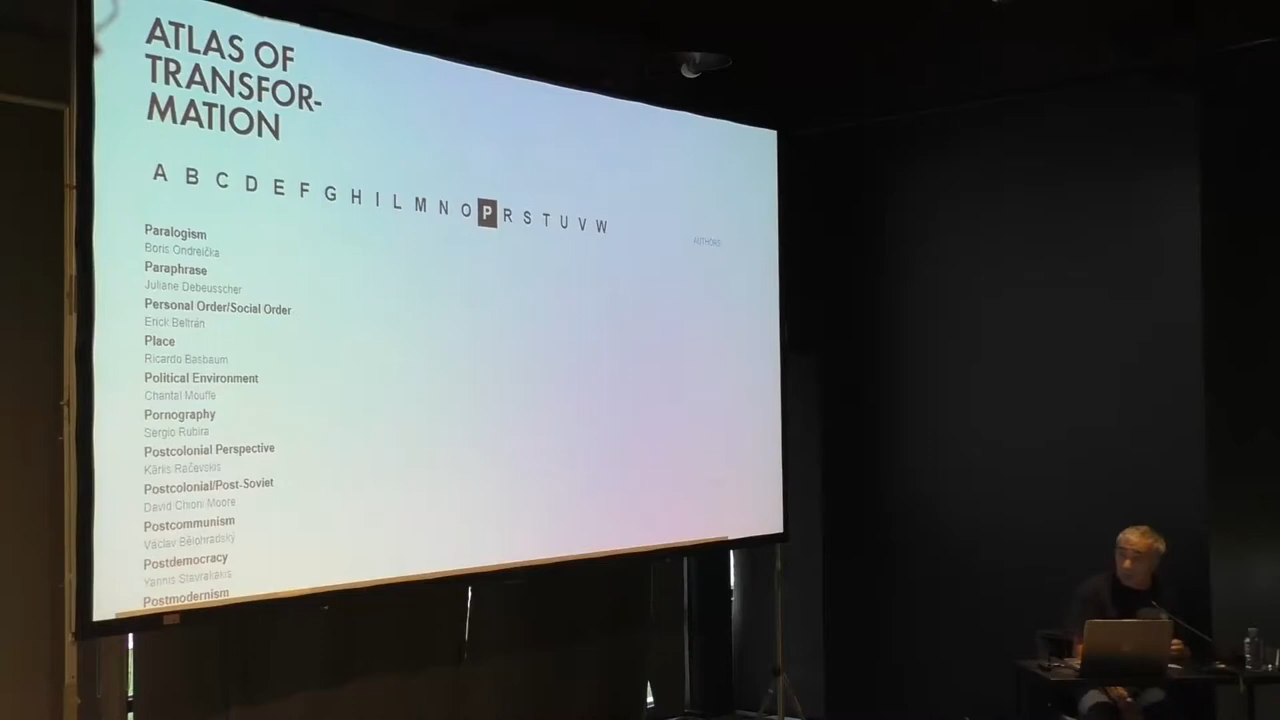 ATLAS OF
TRANSFOR-
MATION
A B C D E F G H I L M N O P R S T U V W
AUTHORS
Paralogism
Boris Ondreička
Paraphrase
Juliane Debeusscher
Personal Order/Social Order
Erick Beltrán
Place
Ricardo Basbaum
Political Environment
Chantal Mouffe
Pornography
Sergio Rubira
Postcolonial Perspective
Kārlis Račevskis
Postcolonial/Post-Soviet
David Chioni Moore
Postcommunism
Václav Bělohradský
Postdemocracy
Yannis Stavrakakis
Postmodernism